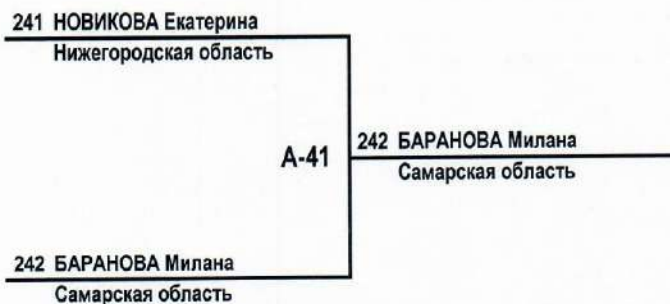 241 НОВИКОВА Екатерина
Нижегородская область
А-41
242 БАРАНОВА Милана
Самарская область
242 БАРАНОВА Милана
Самарская область